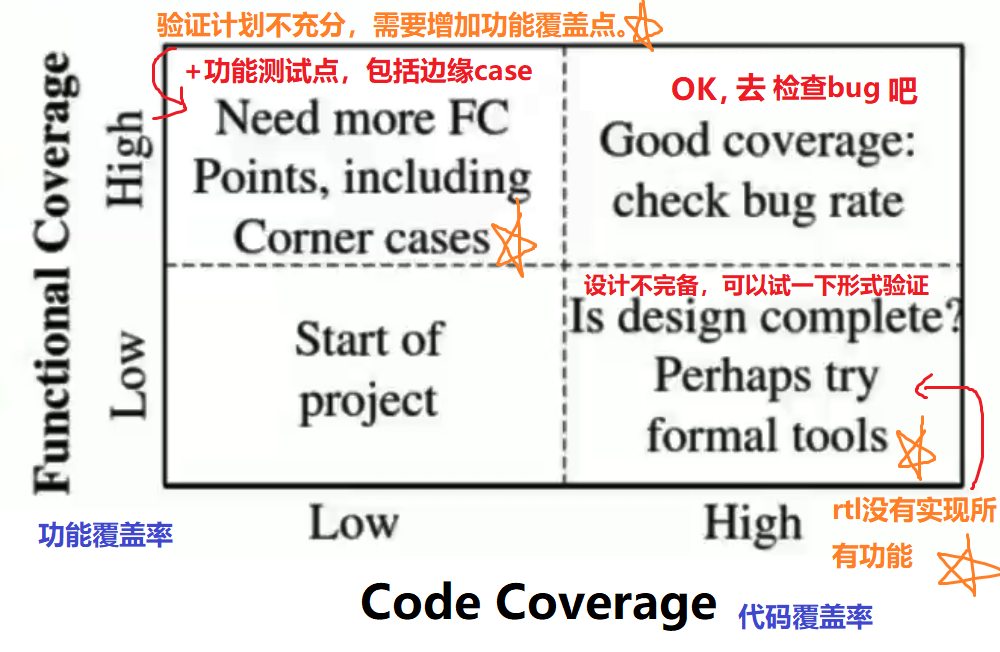 验证计划不充分，需要增加功能覆盖点。
+功能测试点，包括边缘case
Need more FC
Points, including
Corner cases
OK, 去 检查bug 吧
Good coverage:
check bug rate
Functional Coverage
High
Low
Start of
project
设计不完备，可以试一下形式验证
Is design complete?
Perhaps try
formal tools
rtl没有实现所
有功能
功能覆盖率
Low
High
Code Coverage
代码覆盖率